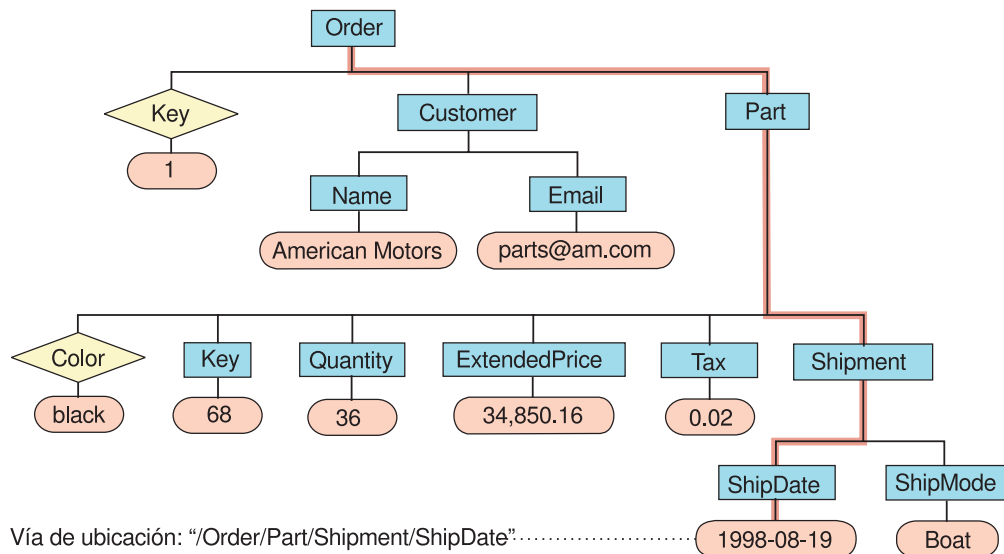 Order
Key
Customer
Part
1
Name
Email
American Motors
parts@am.com
Color
Key
Quantity
ExtendedPrice
Tax
Shipment
black
68
36
34,850.16
0.02
ShipDate
ShipMode
Vía de ubicación: “/Order/Part/Shipment/ShipDate”
1998-08-19
Boat